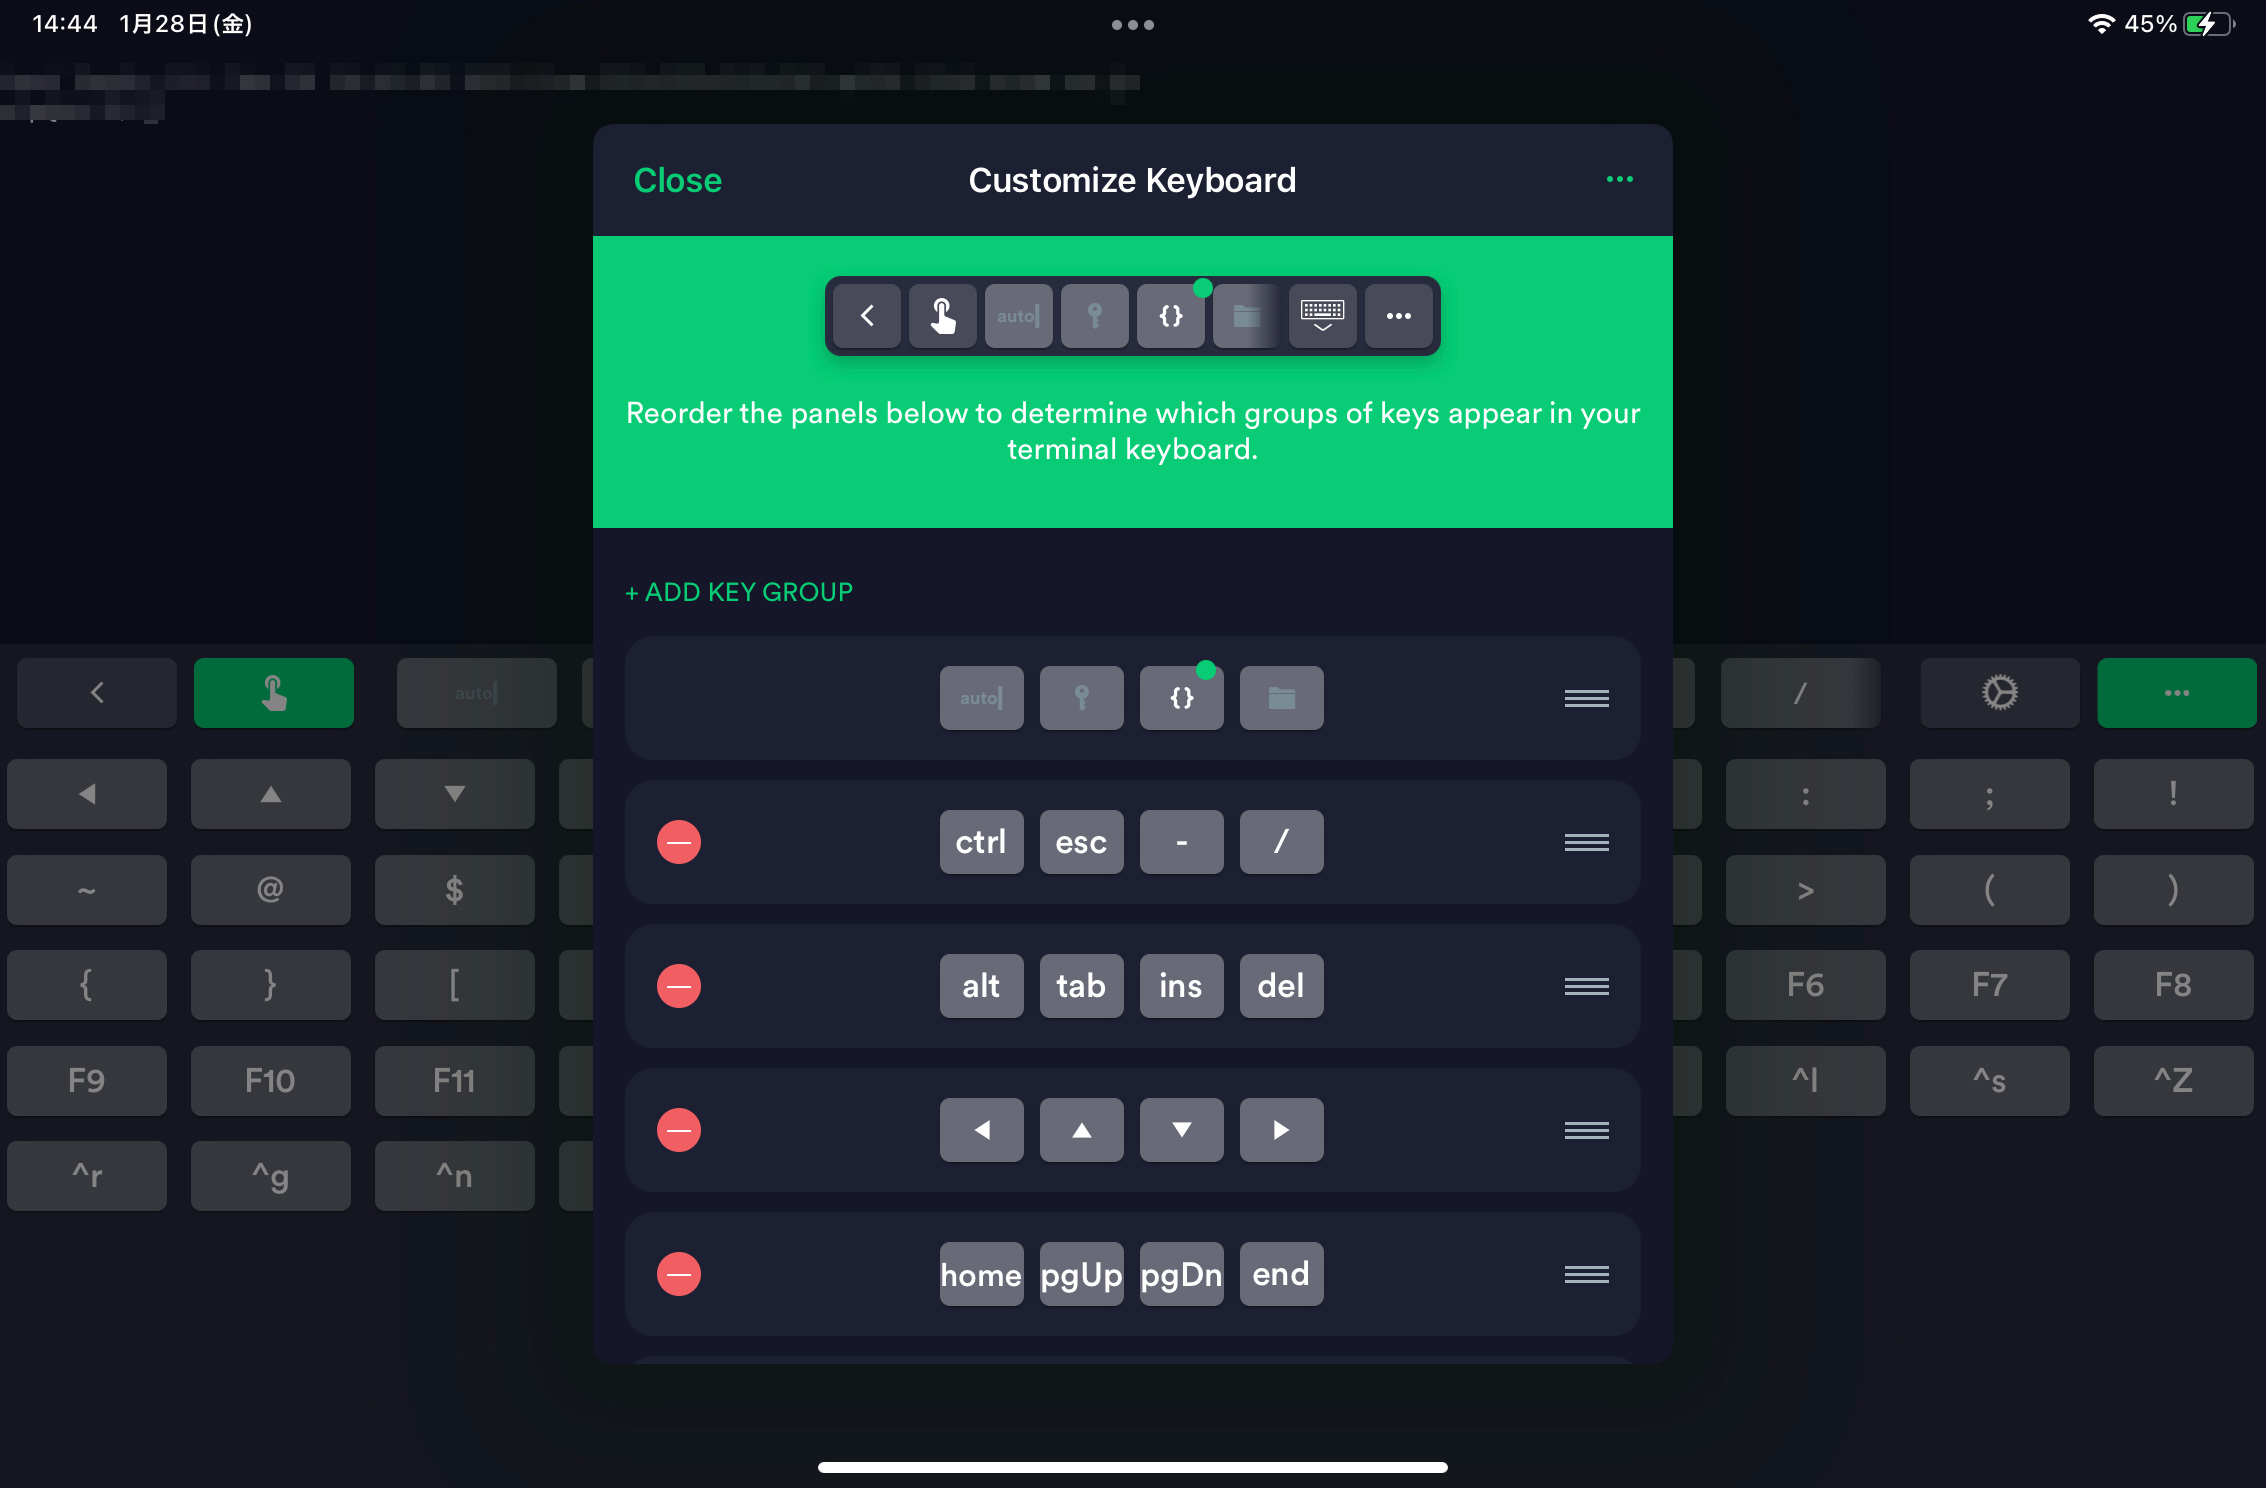 14:44 1月28日(金)
45%
Close Customize Keyboard ...
auto {} ...
Reorder the panels below to determine which groups of keys appear in your
terminal keyboard.
+ ADD KEY GROUP
auto {}
ctrl esc - /
alt tab ins del
home pgUp pgDn end
auto / ...
: ; !
~ @ $ > ( )
{ } [ F6 F7 F8
F9 F10 F11 ^l ^s ^Z
^r ^g ^n